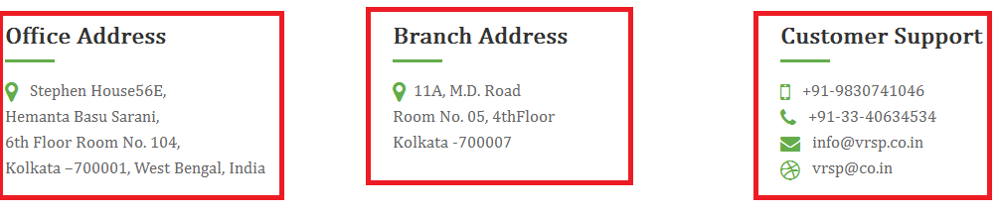 Office Address
Stephen House56E,
Hemanta Basu Sarani,
6th Floor Room No. 104,
Kolkata –700001, West Bengal, India
Branch Address
11A, M.D. Road
Room No. 05, 4thFloor
Kolkata -700007
Customer Support
+91-9830741046
+91-33-40634534
info@vrsp.co.in
vrsp@co.in